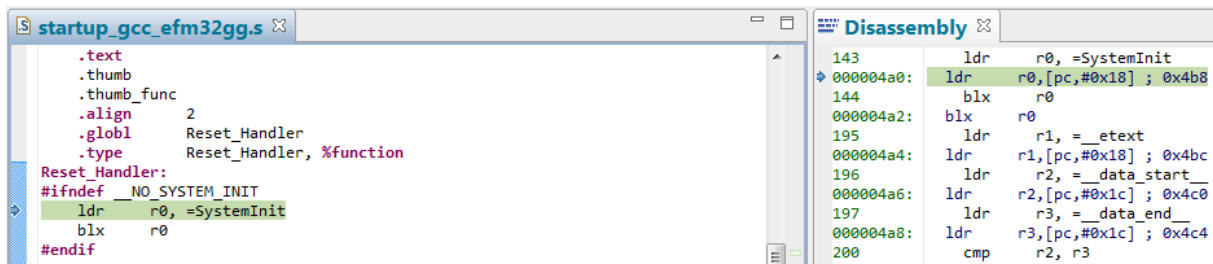 startup_gcc_efm32gg.s
.text
.thumb
.thumb_func
.align 2
.globl Reset_Handler
.type Reset_Handler, %function
Reset_Handler:
#ifndef __NO_SYSTEM_INIT
ldr r0, =SystemInit
blx r0
#endif
Disassembly
143 ldr r0, =SystemInit
000004a0: ldr r0,[pc,#0x18] ; 0x4b8
144 blx r0
000004a2: blx r0
195 ldr r1, =__etext
000004a4: ldr r1,[pc,#0x18] ; 0x4bc
196 ldr r2, =__data_start__
000004a6: ldr r2,[pc,#0x1c] ; 0x4c0
197 ldr r3, =__data_end__
000004a8: ldr r3,[pc,#0x1c] ; 0x4c4
200 cmp r2, r3